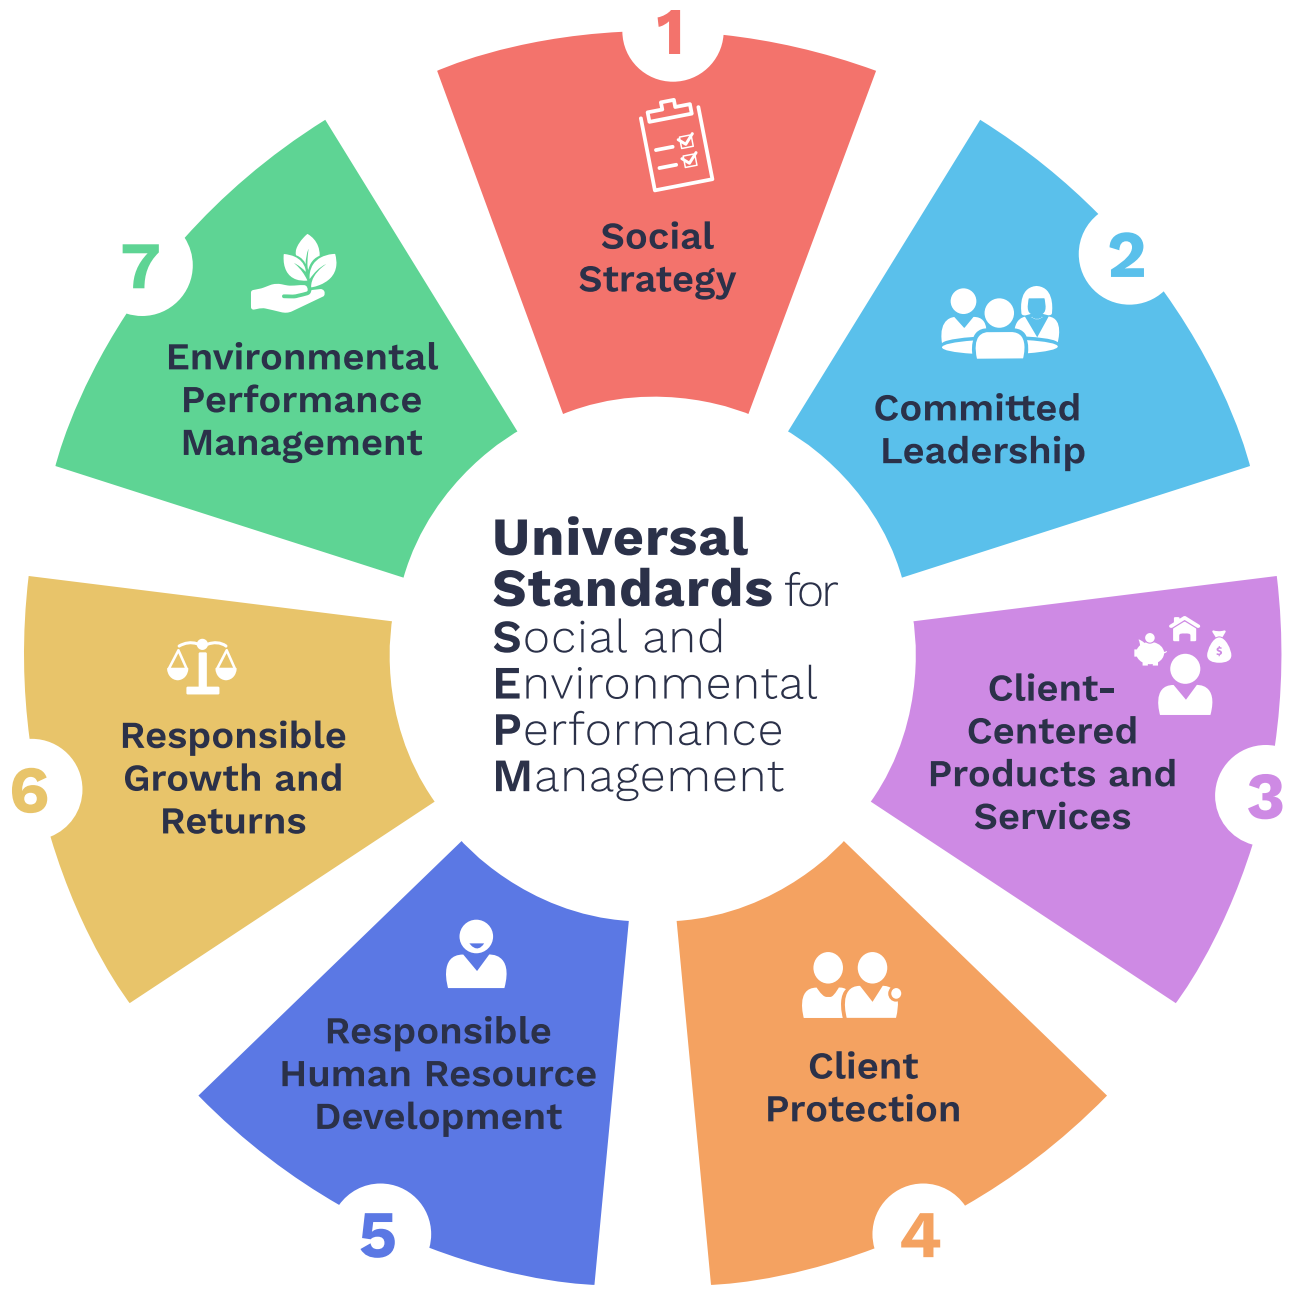 1
Social
Strategy
2
Committed
Leadership
3
Client-
Centered
Products and
Services
$
4
Client
Protection
5
Responsible
Human Resource
Development
6
Responsible
Growth and
Returns
7
Environmental
Performance
Management
Universal
Standards for
Social and
Environmental
Performance
Management